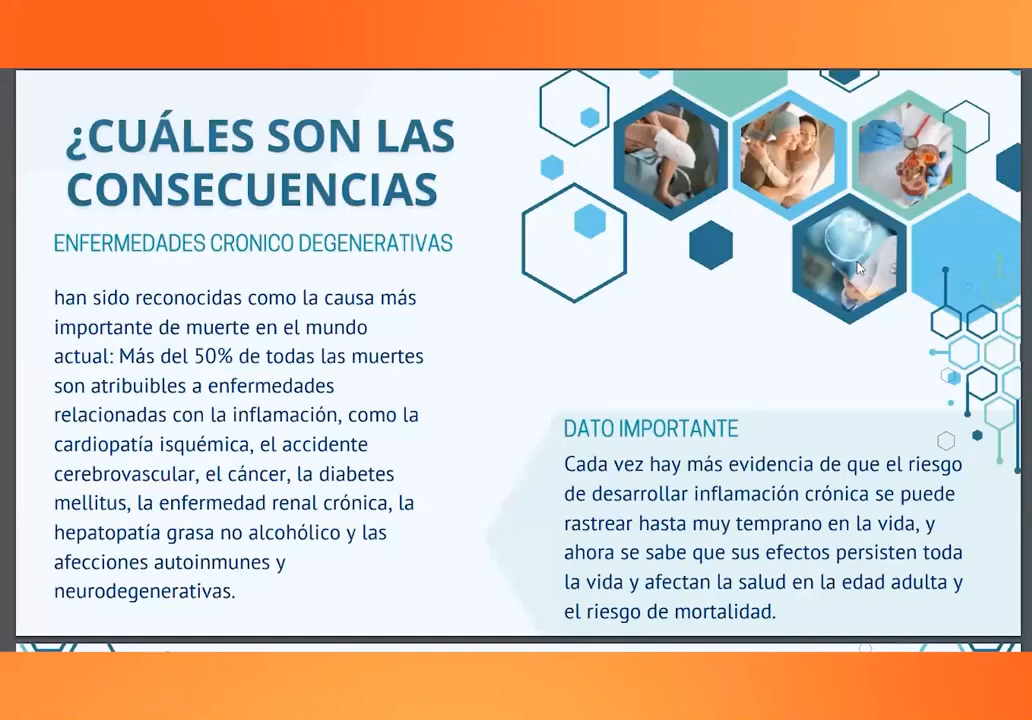 ¿CUÁLES SON LAS
CONSECUENCIAS
ENFERMEDADES CRONICO DEGENERATIVAS
han sido reconocidas como la causa más
importante de muerte en el mundo
actual: Más del 50% de todas las muertes
son atribuibles a enfermedades
relacionadas con la inflamación, como la
cardiopatía isquémica, el accidente
cerebrovascular, el cáncer, la diabetes
mellitus, la enfermedad renal crónica, la
hepatopatía grasa no alcohólico y las
afecciones autoinmunes y
neurodegenerativas.
DATO IMPORTANTE
Cada vez hay más evidencia de que el riesgo
de desarrollar inflamación crónica se puede
rastrear hasta muy temprano en la vida, y
ahora se sabe que sus efectos persisten toda
la vida y afectan la salud en la edad adulta y
el riesgo de mortalidad.